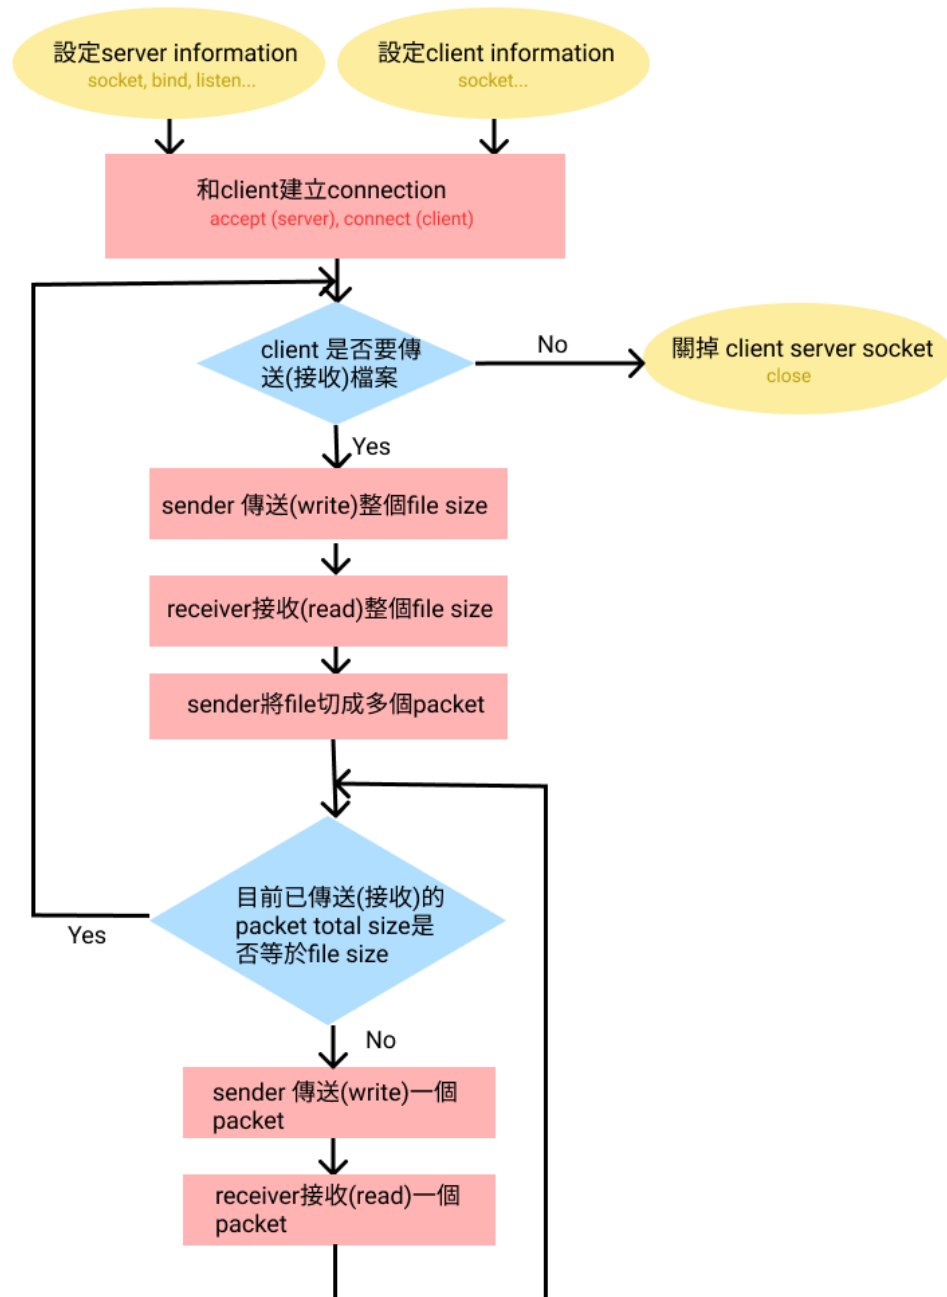 設定server information
socket, bind, listen...
設定client information
socket...
和client建立connection
accept (server), connect (client)
client 是否要傳
送(接收)檔案
No
關掉 client server socket
close
Yes
sender 傳送(write)整個file size
receiver接收(read)整個file size
sender將file切成多個packet
目前已傳送(接收)的
packet total size是
否等於file size
Yes
No
sender 傳送(write)一個
packet
receiver接收(read)一個
packet